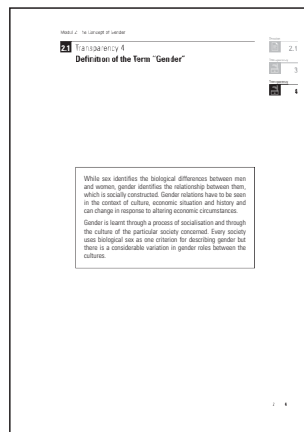 Modul 2 The Concept of Gender
2.1 Transparency 4
Definition of the Term "Gender"
2.1
Transparency
3
Transparency
4
While sex identifies the biological differences between men
and women, gender identifies the relationship between them,
which is socially constructed. Gender relations have to be seen
in the context of culture, economic situation and history and
can change in response to altering economic circumstances.
Gender is learnt through a process of socialisation and through
the culture of the particular society concerned. Every society
uses biological sex as one criterion for describing gender but
there is a considerable variation in gender roles between the
cultures.